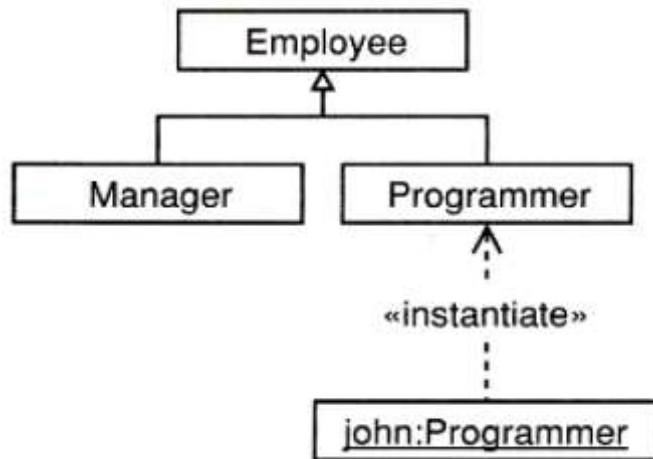 Employee
Manager
Programmer
«instantiate»
john:Programmer